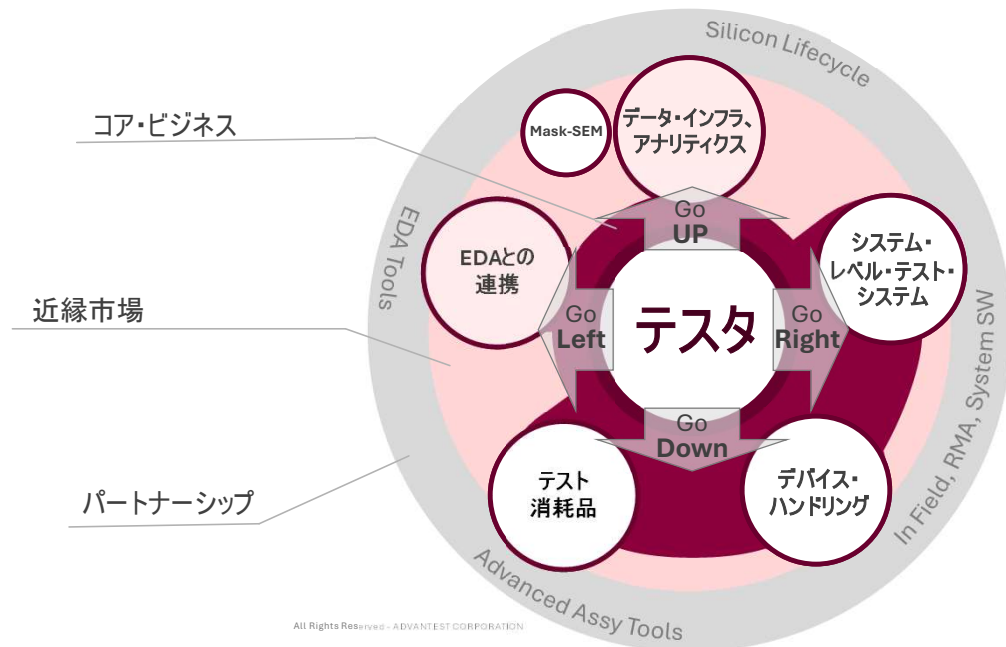 Silicon Lifecycle
コア・ビジネス
Mask-SEM
データ・インフラ、
アナリティクス
EDA Tools
Go
UP
EDAとの
連携
システム・
レベル・テスト・
システム
近縁市場
Go
Left
テスタ
Go
Right
Go
Down
パートナーシップ
テスト
消耗品
デバイス・
ハンドリング
In Field, RMA, System SW
Advanced Assy Tools
All Rights Reserved - ADVANTEST CORPORATION